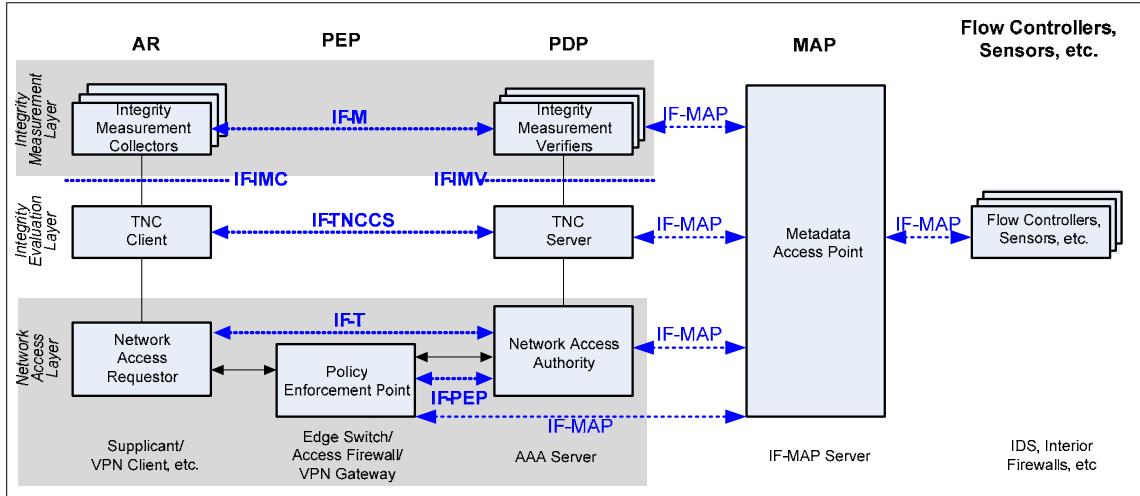 AR
PEP
PDP
MAP
Flow Controllers,
Sensors, etc.
Integrity
Measurement
Layer
Integrity
Measurement
Collectors
IF-M
Integrity
Measurement
Verifiers
IF-MAP
IF-IMC
IF-IMV
Integrity
Evaluation
Layer
TNC
Client
IF-TNCCS
TNC
Server
IF-MAP
Metadata
Access Point
IF-MAP
Flow Controllers,
Sensors, etc.
Network
Access
Layer
Network
Access
Requestor
IF-T
Policy
Enforcement Point
IF-PEP
Network Access
Authority
IF-MAP
IF-MAP
Supplicant/
VPN Client, etc.
Edge Switch/
Access Firewall/
VPN Gateway
AAA Server
IF-MAP Server
IDS, Interior
Firewalls, etc